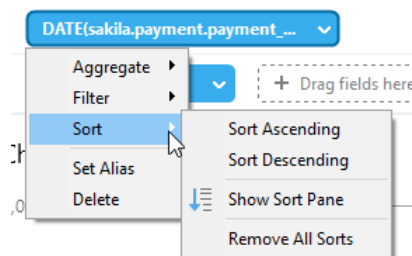 DATE(sakila.payment.payment_...
Aggregate
Filter
+ Drag fields here
Sort
Sort Ascending
Sort Descending
Set Alias
Delete
Show Sort Pane
Remove All Sorts